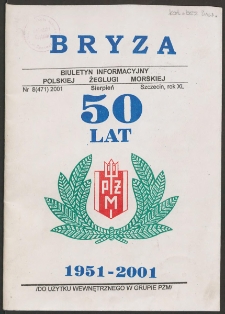 BRYZA
BIULETYN INFORMACYJNY
POLSKIEJ ŻEGLUGI MORSKIEJ
Nr 8(471) 2001 Sierpień Szczecin, rok XL
50
LAT
PŻM
1951-2001
/DO UŻYTKU WEWNĘTRZNEGO W GRUPIE PŻM/